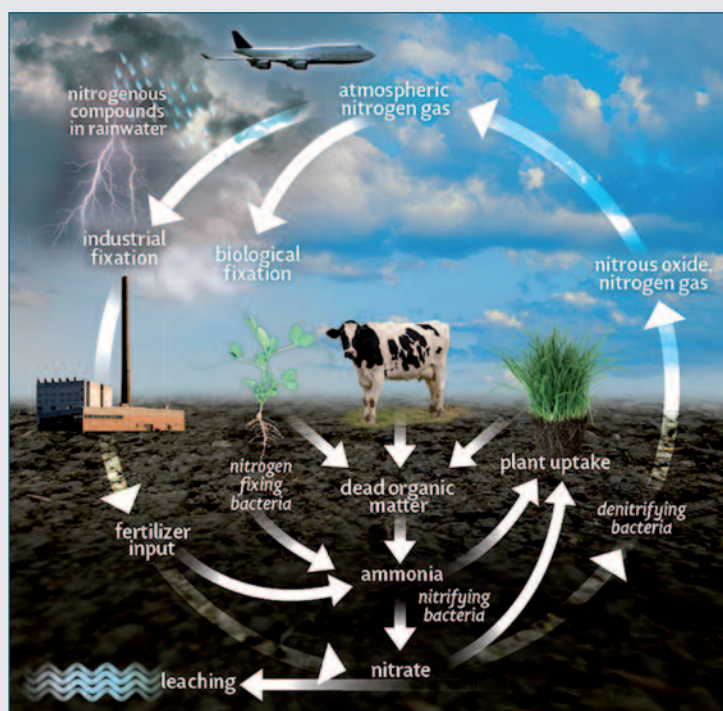 nitrogenous
compounds
in rainwater
atmospheric
nitrogen gas
industrial
fixation
biological
fixation
nitrous oxide,
nitrogen gas
nitrogen
fixing
bacteria
dead organic
matter
plant uptake
denitrifying
bacteria
fertilizer
input
ammonia
nitrifying
bacteria
nitrate
leaching